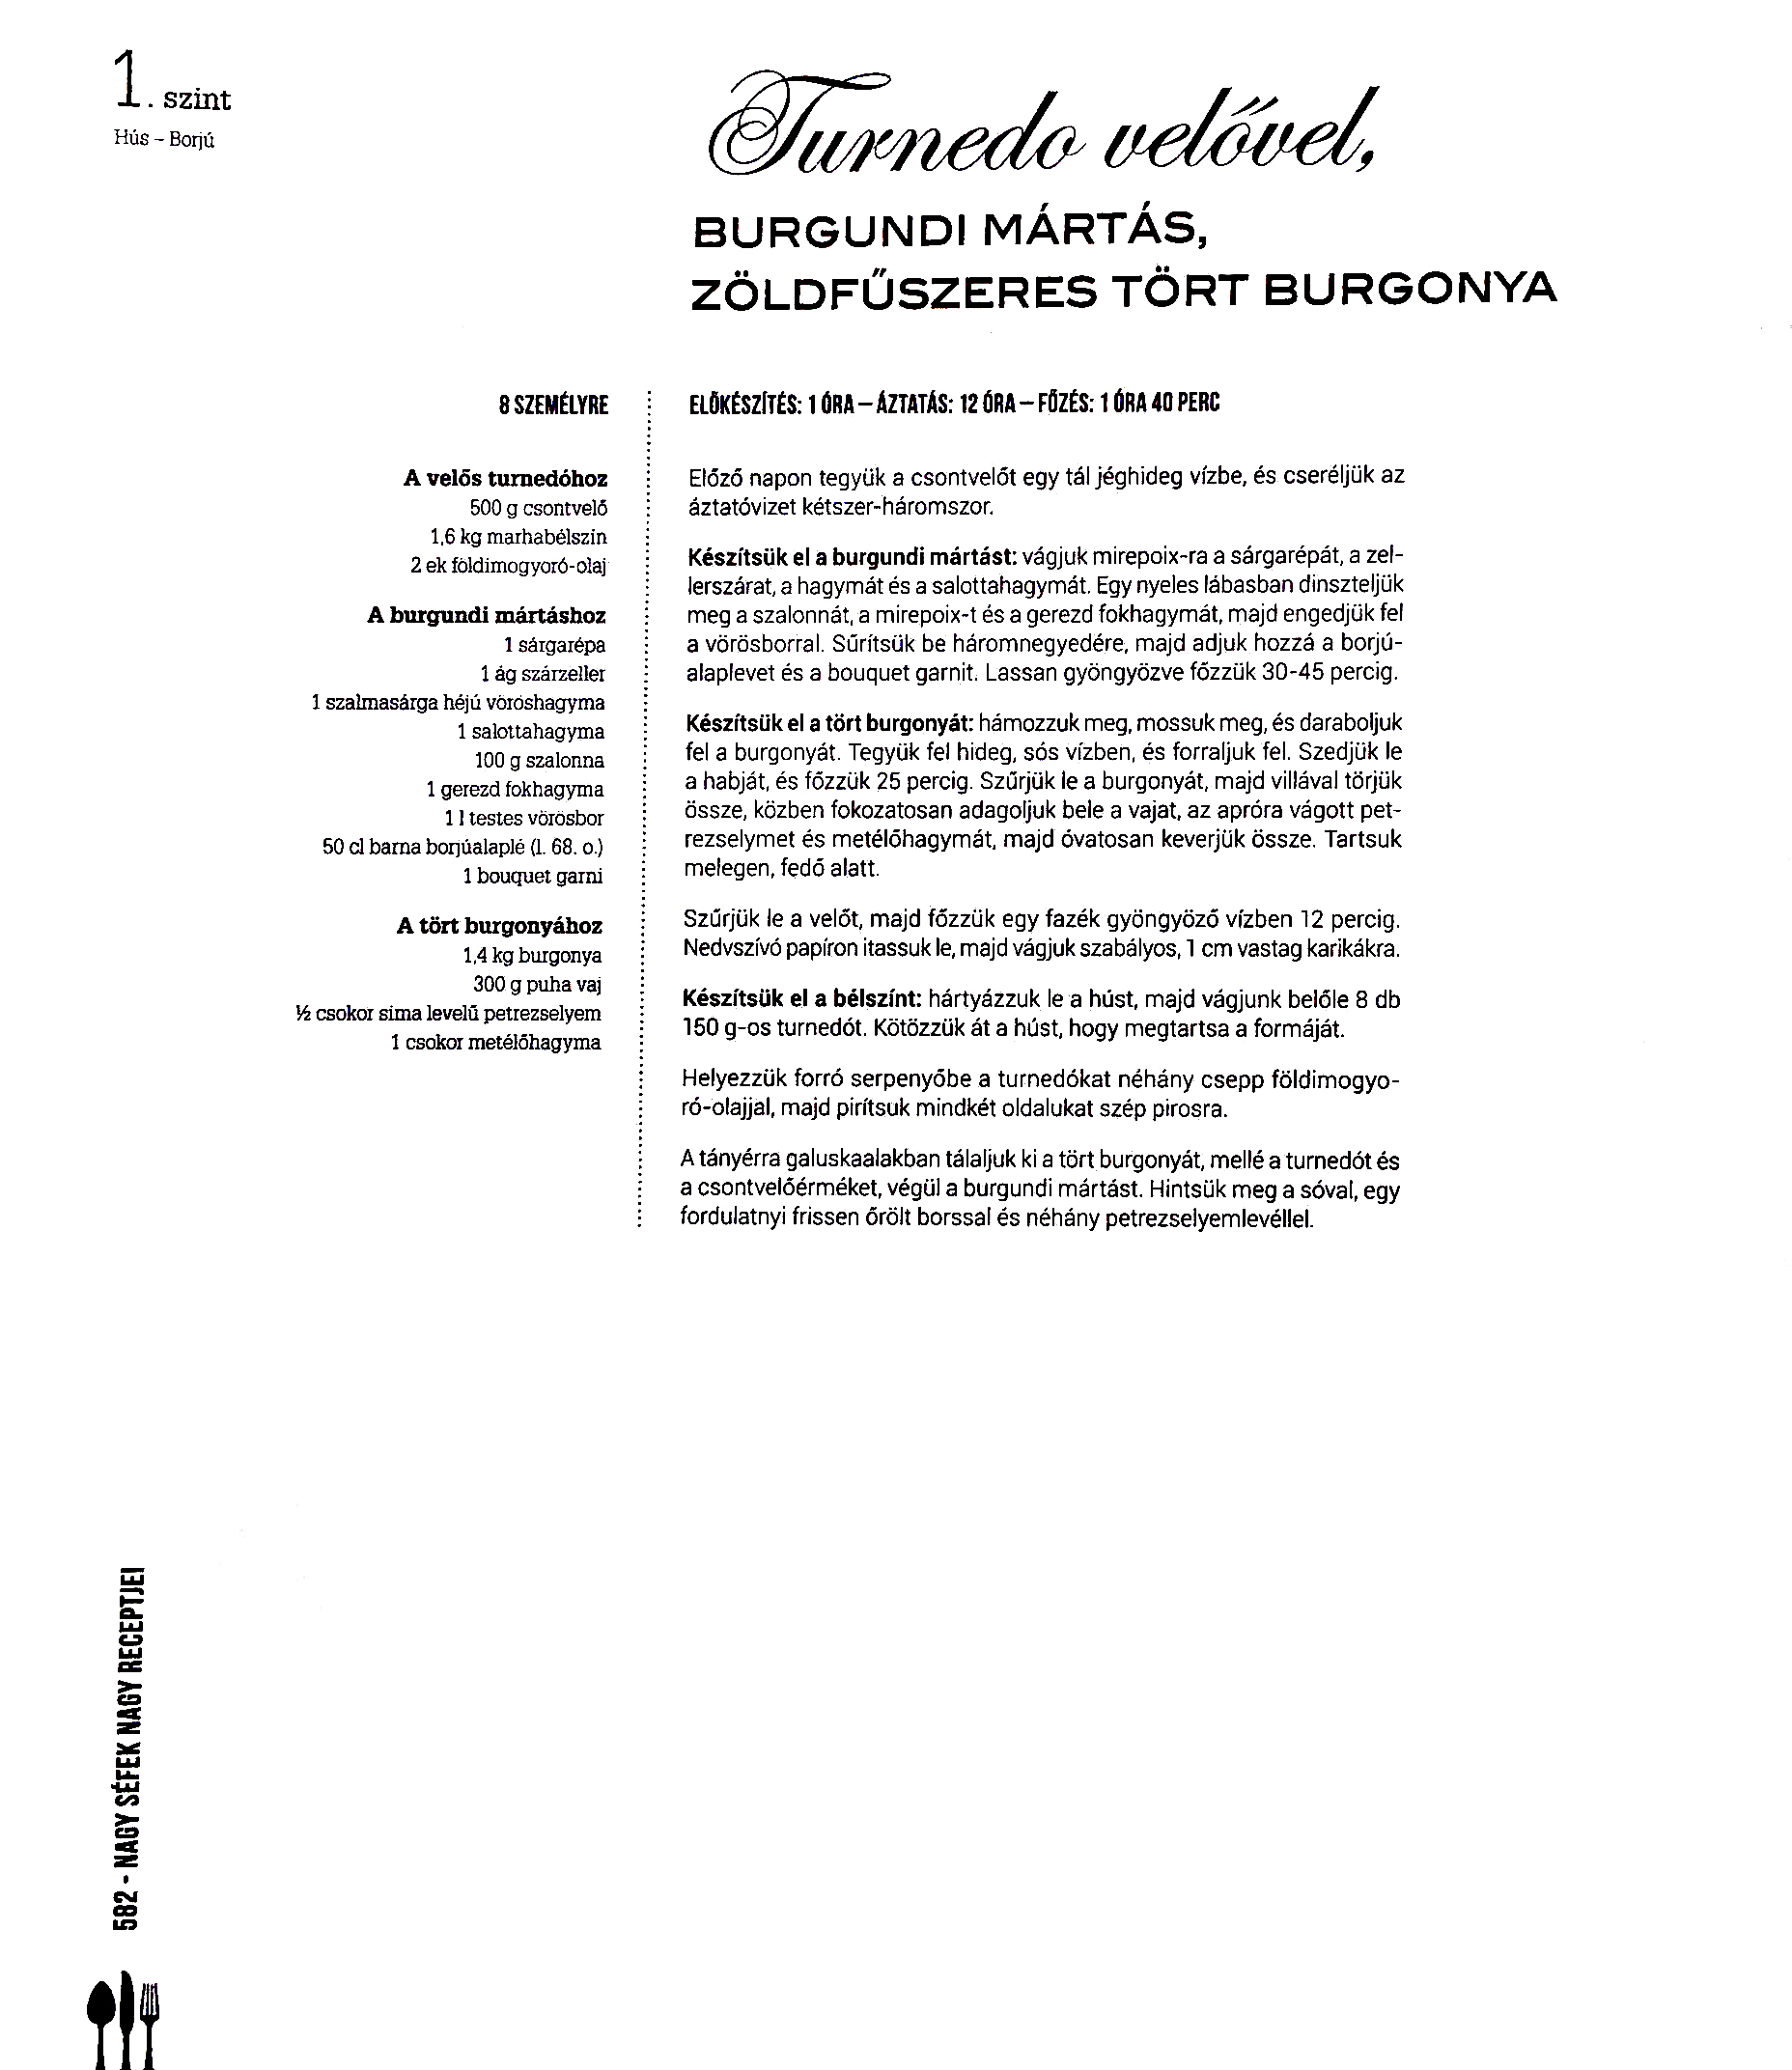 1. szint
Hús – Borjú
Turnedo velővel,
BURGUNDI MÁRTÁS,
ZÖLDFŰSZERES TÖRT BURGONYA
8 SZEMÉLYRE
A velős turnedóhoz
500 g csontvelő
1,6 kg marhabélszin
2 ek földimogyoró-olaj
A burgundi mártáshoz
1 sárgarépa
1 ág szárzeller
1 szalmasárga héjú vöröshagyma
1 salottahagyma
100 g szalonna
1 gerezd fokhagyma
1 l testes vörösbor
50 cl barna borjúalaplé (l. 68. o.)
1 bouquet garni
A tört burgonyához
1,4 kg burgonya
300 g puha vaj
½ csokor sima levelű petrezselyem
1 csokor metélőhagyma
ELŐKÉSZÍTÉS: 1 ÓRA – ÁZTATÁS: 12 ÓRA – FŐZÉS: 1 ÓRA 40 PERC
Előző napon tegyük a csontvelőt egy tál jéghideg vízbe, és cseréljük az
áztatóvizet kétszer-háromszor.
Készítsük el a burgundi mártást: vágjuk mirepoix-ra a sárgarépát, a zel-
lerszárat, a hagymát és a salottahagymát. Egy nyeles lábasban dinszteljük
meg a szalonnát, a mirepoix-t és a gerezd fokhagymát, majd engedjük fel
a vörösborral. Sűrítsük be háromnegyedére, majd adjuk hozzá a borjú-
alaplevet és a bouquet garnit. Lassan gyöngyözve főzzük 30-45 percig.
Készítsük el a tört burgonyát: hámozzuk meg, mossuk meg, és daraboljuk
fel a burgonyát. Tegyük fel hideg, sós vízben, és forraljuk fel. Szedjük le
a habját, és főzzük 25 percig. Szűrjük le a burgonyát, majd villával törjük
össze, közben fokozatosan adagoljuk bele a vajat, az apróra vágott pet-
rezselymet és metélőhagymát, majd óvatosan keverjük össze. Tartsuk
melegen, fedő alatt.
Szűrjük le a velőt, majd főzzük egy fazék gyöngyöző vízben 12 percig.
Nedvszívó papíron itassuk le, majd vágjuk szabályos, 1 cm vastag karikákra.
Készítsük el a bélszínt: hártyázzuk le a húst, majd vágjunk belőle 8 db
150 g-os turnedót. Kötözzük át a húst, hogy megtartsa a formáját.
Helyezzük forró serpenyőbe a turnedókat néhány csepp földimogyo-
ró-olajjal, majd pirítsuk mindkét oldalukat szép pirosra.
A tányérra galuskaalakban tálaljuk ki a tört burgonyát, mellé a turnedót és
a csontvelőérméket, végül a burgundi mártást. Hintsük meg a sóval, egy
fordulatnyi frissen őrölt borssal és néhány petrezselyemlevéllel.
582 - NAGY SÉFEK NAGY RECEPTJEI